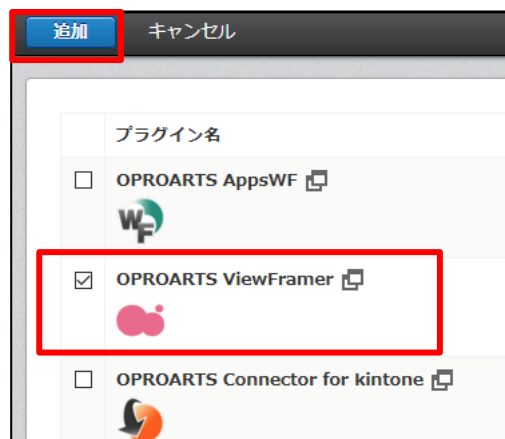 追加 キャンセル
プラグイン名
OPROARTS AppsWF
WF
OPROARTS ViewFramer
OPROARTS Connector for kintone